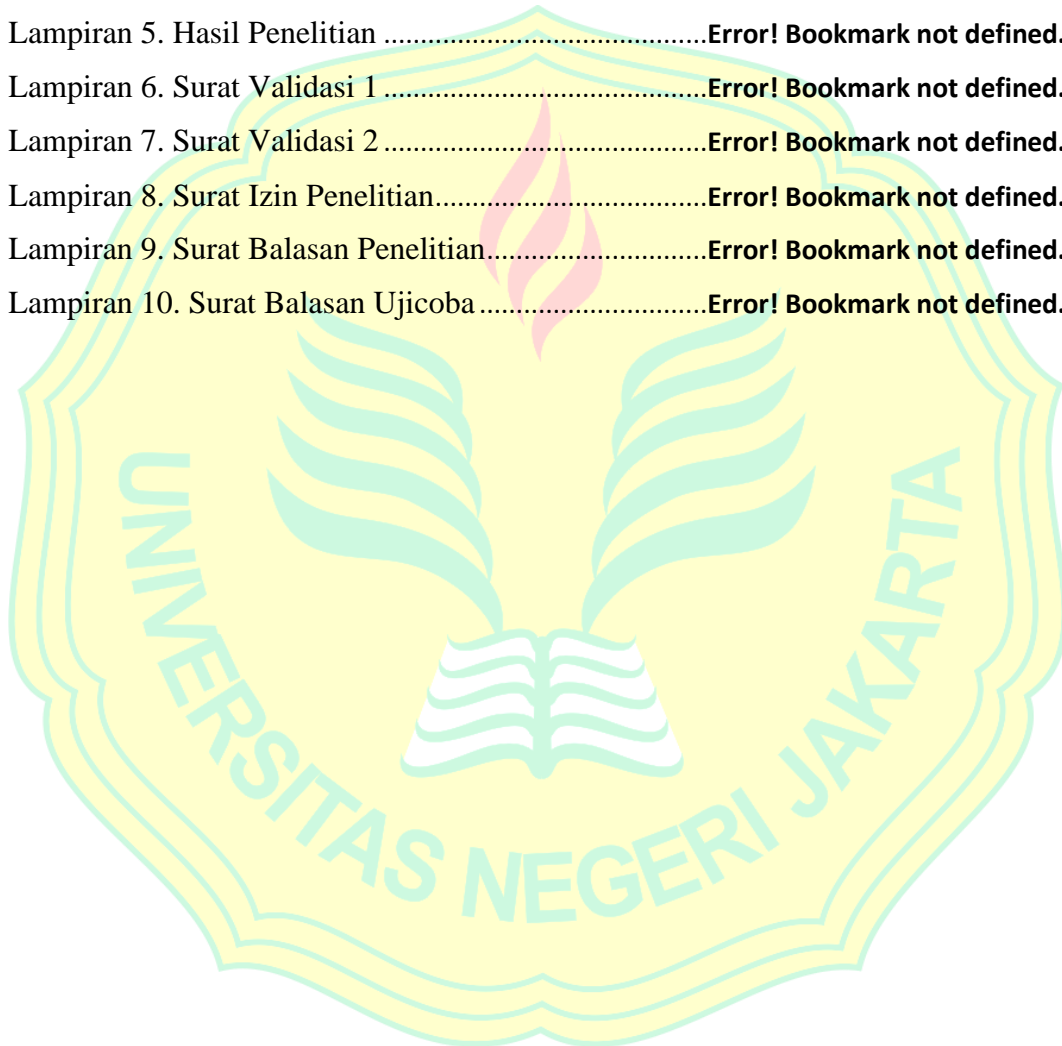 Lampiran 5. Hasil Penelitian ......................................Error! Bookmark not defined.
Lampiran 6. Surat Validasi 1 ......................................Error! Bookmark not defined.
Lampiran 7. Surat Validasi 2 ......................................Error! Bookmark not defined.
Lampiran 8. Surat Izin Penelitian................................Error! Bookmark not defined.
Lampiran 9. Surat Balasan Penelitian..........................Error! Bookmark not defined.
Lampiran 10. Surat Balasan Ujicoba ...........................Error! Bookmark not defined.
UNIVERSITAS NEGERI JAKARTA